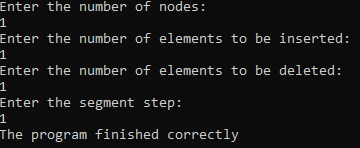 Enter the number of nodes:
1
Enter the number of elements to be inserted:
1
Enter the number of elements to be deleted:
1
Enter the segment step:
1
The program finished correctly